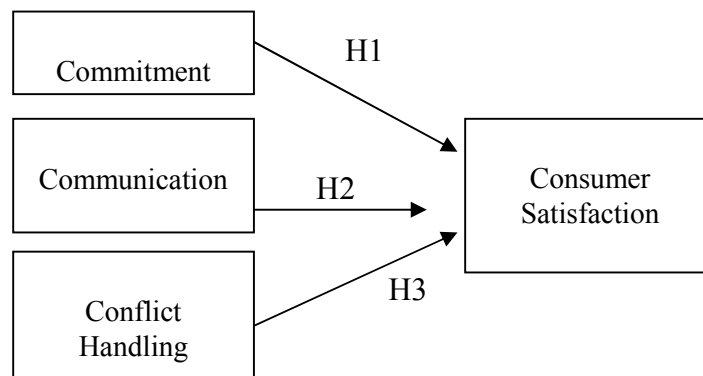 Commitment
H1
Communication
H2
Consumer
Satisfaction
Conflict
Handling
H3